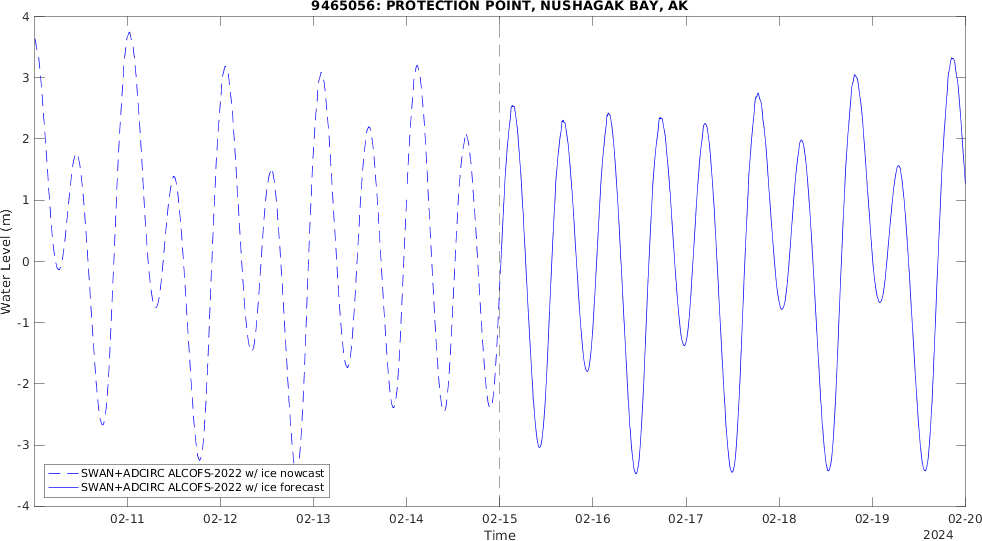 9465056: PROTECTION POINT, NUSHAGAK BAY, AK
4
3
2
1
0
-1
-2
-3
-4
Water Level (m)
SWAN+ADCIRC ALCOFS-2022 w/ ice nowcast
SWAN+ADCIRC ALCOFS-2022 w/ ice forecast
02-11 02-12 02-13 02-14 02-15 02-16 02-17 02-18 02-19 02-20
Time
2024